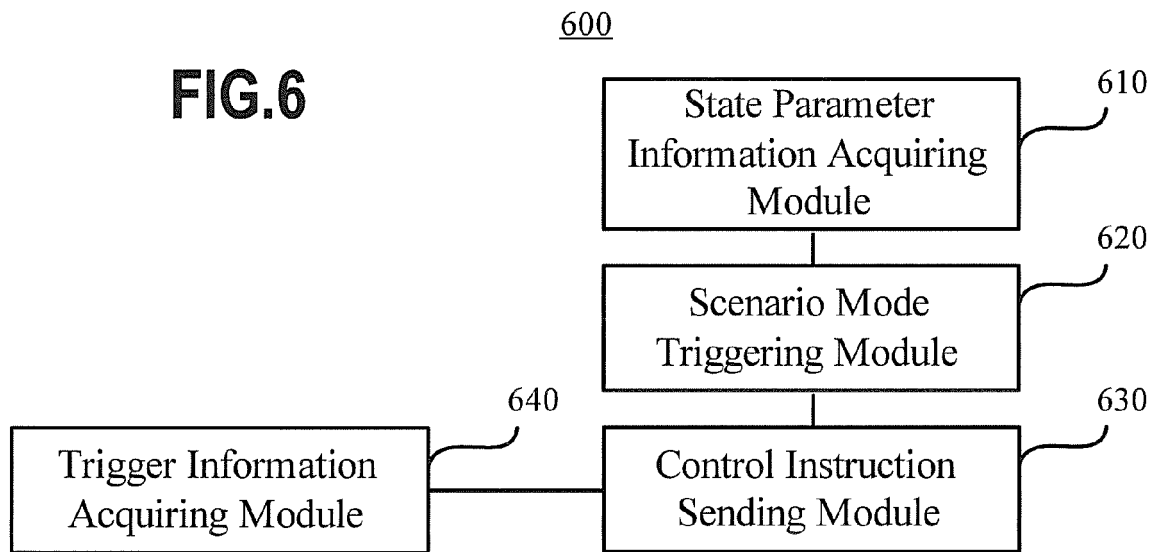 600
FIG.6
610
State Parameter
Information Acquiring
Module
620
Scenario Mode
Triggering Module
640
Trigger Information
Acquiring Module
630
Control Instruction
Sending Module